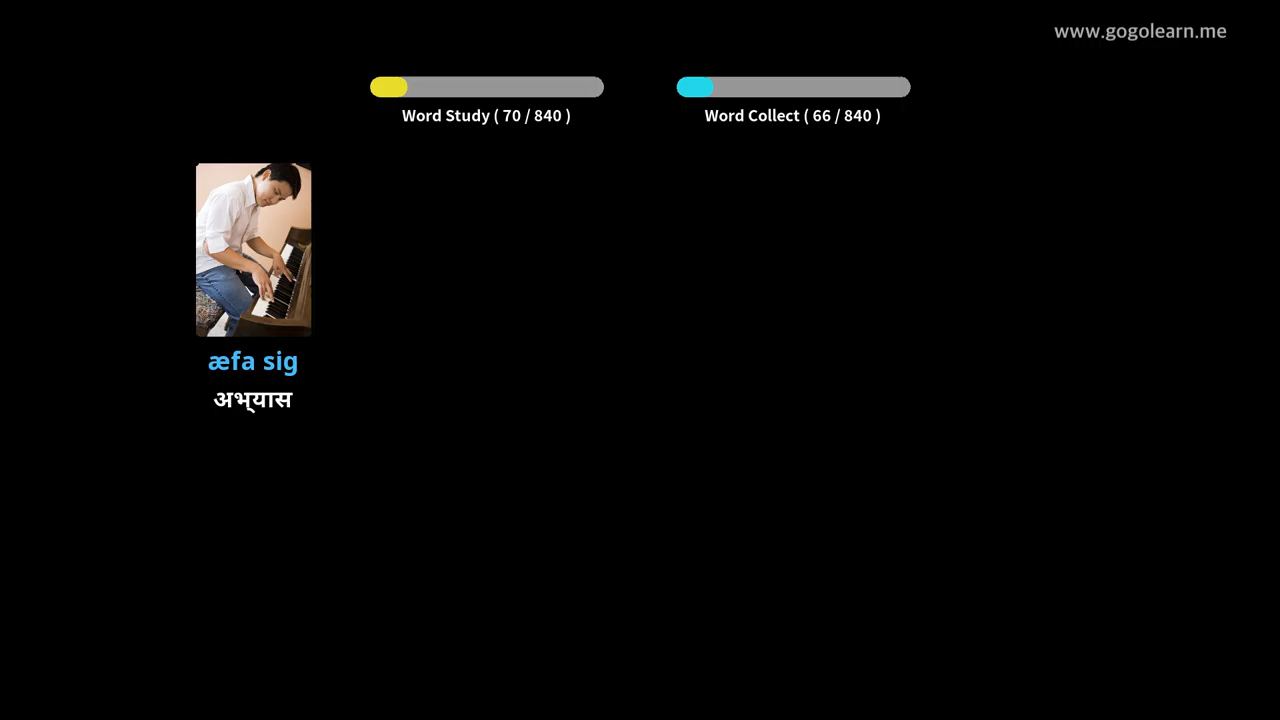 www.gogolearn.me
Word Study ( 70 / 840 )
Word Collect ( 66 / 840 )
æfa sig
अभ्यास